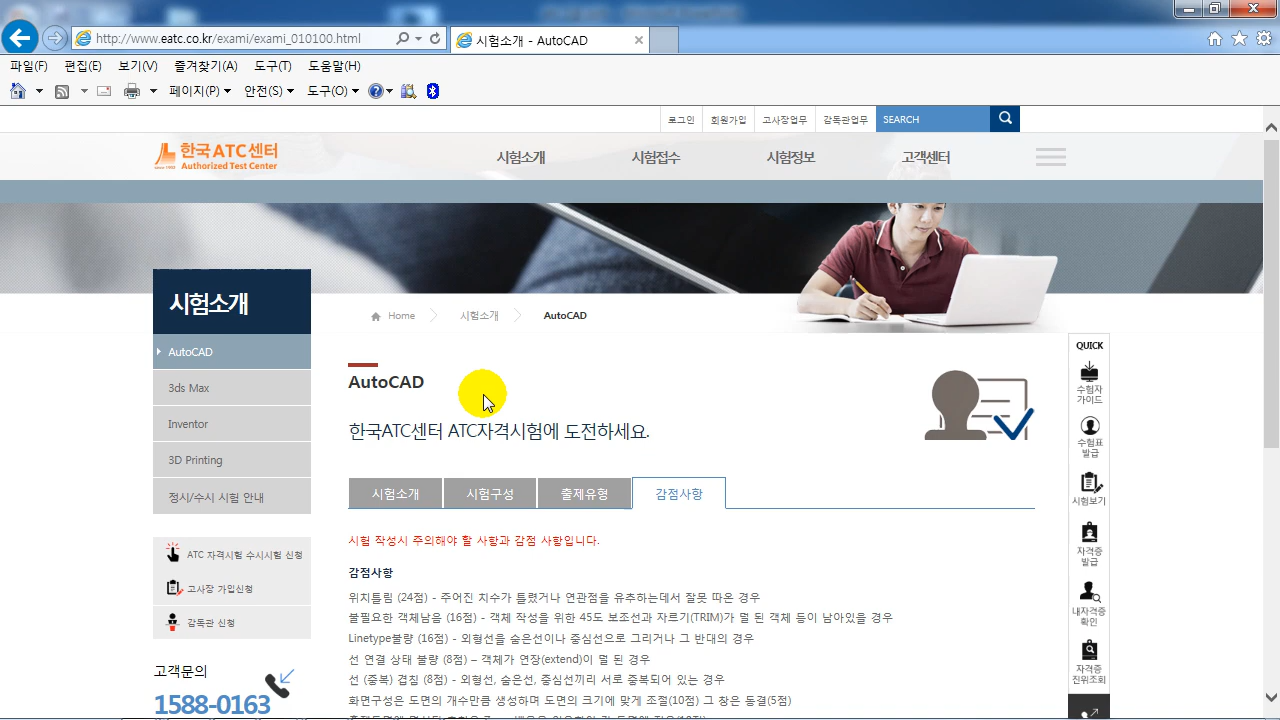 http://www.eatc.co.kr/exami/exami_010100.html
시험소개 - AutoCAD
파일(F) 편집(E) 보기(V) 즐겨찾기(A) 도구(T) 도움말(H)
페이지(P) 안전(S) 도구(O)
로그인 회원가입 고사장업무 감독관업무 SEARCH
한국ATC센터
since 1992 Authorized Test Center
시험소개 시험접수 시험정보 고객센터
시험소개
AutoCAD
3ds Max
Inventor
3D Printing
정시/수시 시험 안내
ATC 자격시험 수시시험 신청
고사장 가입신청
감독관 신청
고객문의
1588-0163
Home 시험소개 AutoCAD
AutoCAD
한국ATC센터 ATC자격시험에 도전하세요.
시험소개 시험구성 출제유형 감점사항
시험 작성시 주의해야 할 사항과 감점 사항입니다.
감점사항
위치틀림 (24점) - 주어진 치수가 틀렸거나 연관점을 유추하는데서 잘못 따온 경우
불필요한 객체남음 (16점) - 객체 작성을 위한 45도 보조선과 자르기(TRIM)가 덜 된 객체 등이 남아있을 경우
Linetype불량 (16점) - 외형선을 숨은선이나 중심선으로 그리거나 그 반대의 경우
선 연결 상태 불량 (8점) – 객체가 연장(extend)이 덜 된 경우
선 (중복) 겹침 (8점) - 외형선, 숨은선, 중심선끼리 서로 중복되어 있는 경우
화면구성은 도면의 개수만큼 생성하며 도면의 크기에 맞게 조절(10점) 그 창은 동결(5점)
QUICK
수험자
가이드
수험표
발급
시험보기
자격증
발급
내자격증
확인
자격증
진위조회